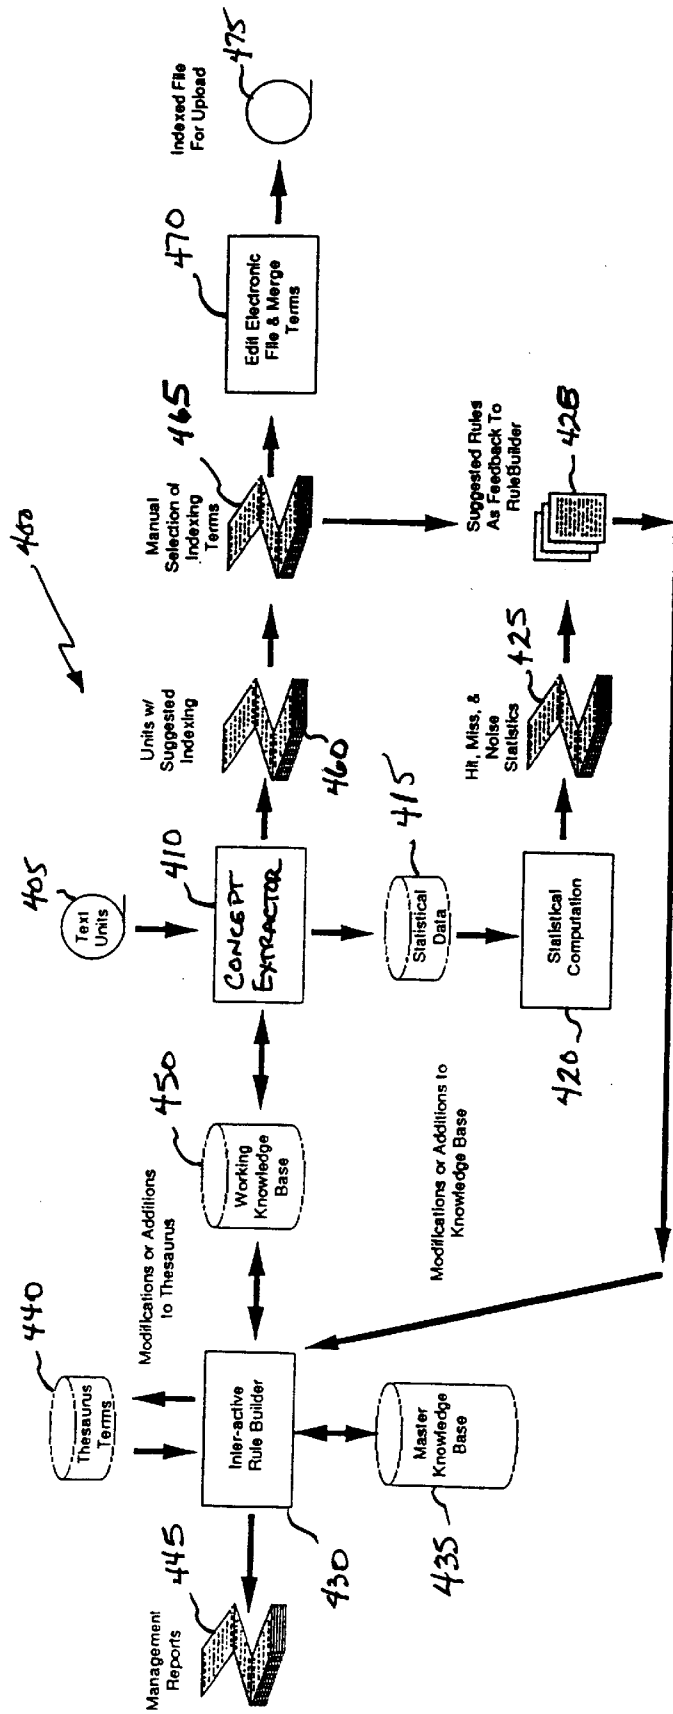 400
405
Text
Units
410
CONCEPT
EXTRACTOR
Units w/
Suggested
Indexing
460
Manual
Selection of
Indexing
Terms
465
470
Edit Electronic
File & Merge
Terms
Indexed File
For Upload
475
440
Thesaurus
Terms
Modifications or Additions
to Thesaurus
450
Working
Knowledge
Base
Management
Reports
445
Inter-active
Rule Builder
430
Master
Knowledge
Base
435
Modifications or Additions to
Knowledge Base
415
Statistical
Data
Statistical
Computation
420
Hit, Miss, &
Noise
Statistics
425
Suggested Rules
As Feedback To
RuleBuilder
428